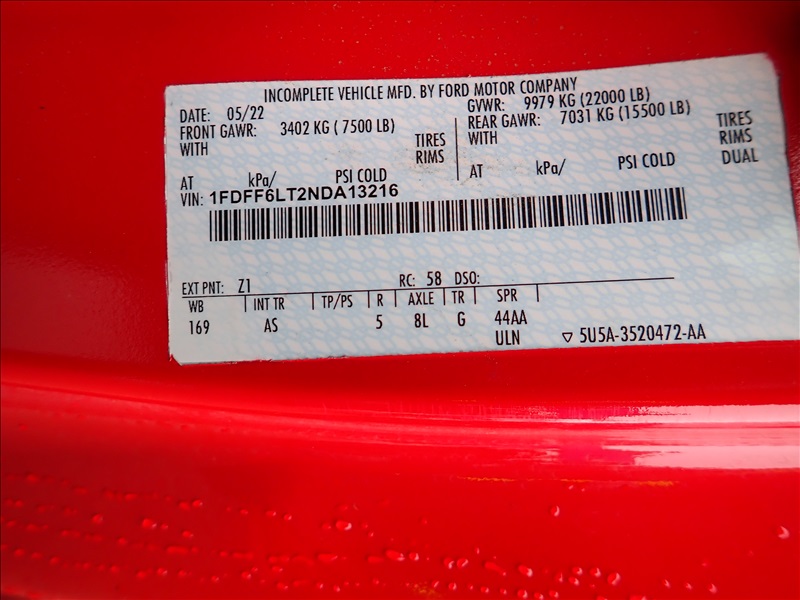 INCOMPLETE VEHICLE MFD. BY FORD MOTOR COMPANY
DATE: 05/22 GVWR: 9979 KG (22000 LB)
FRONT GAWR: 3402 KG ( 7500 LB) REAR GAWR: 7031 KG (15500 LB)
WITH TIRES WITH TIRES
RIMS RIMS
AT kPa/ PSI COLD AT kPa/ PSI COLD DUAL
VIN: 1FDFF6LT2NDA13216
EXT PNT: Z1 RC: 58 DSO:
WB INT TR TP/PS R AXLE TR SPR
169 AS 5 8L G 44AA
ULN ▽ 5U5A-3520472-AA